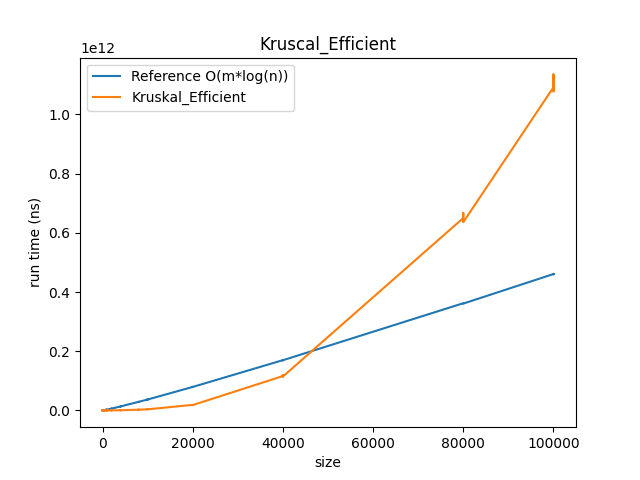 Kruscal_Efficient
1e12
Reference O(m*log(n))
Kruskal_Efficient
1.0
0.8
0.6
0.4
0.2
0.0
run time (ns)
0 20000 40000 60000 80000 100000
size